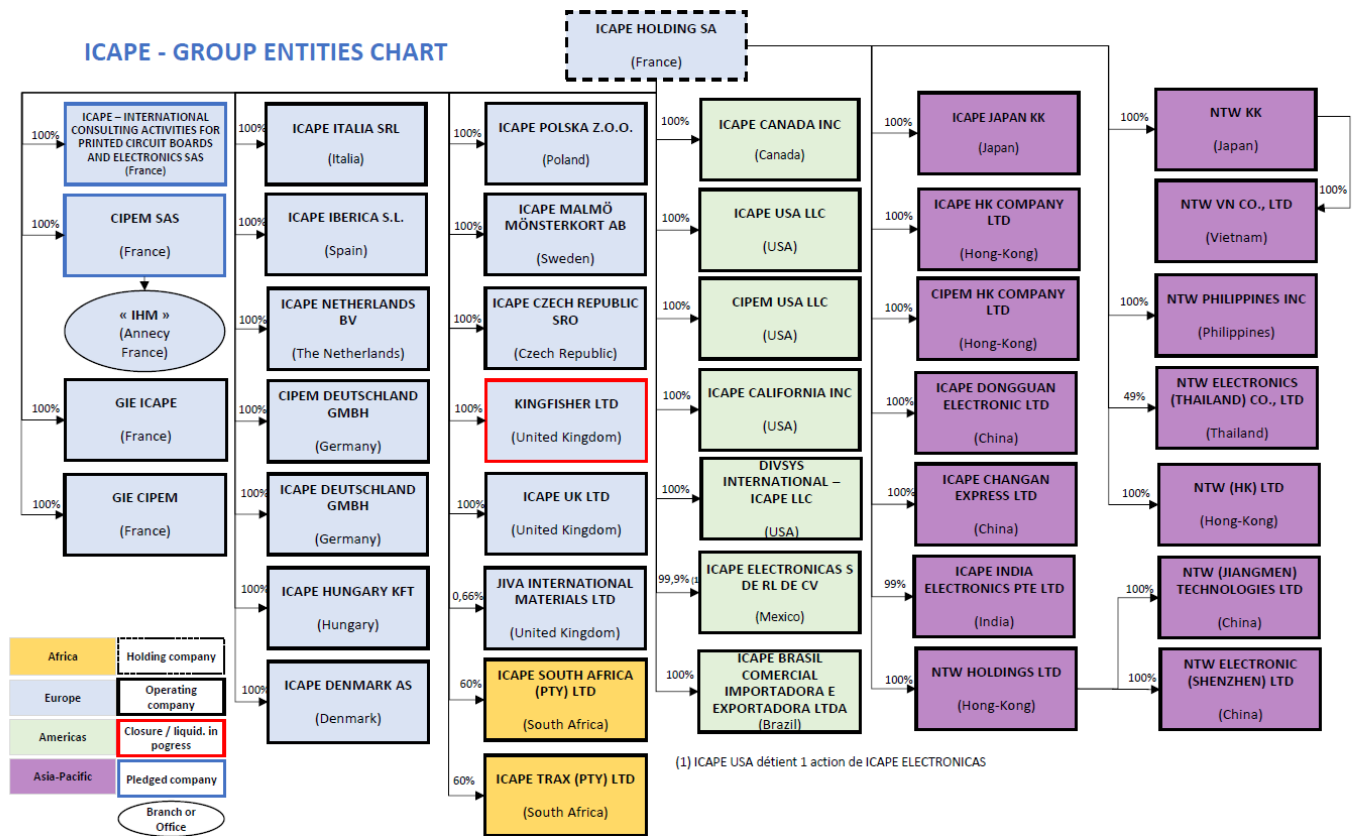 ICAPE - GROUP ENTITIES CHART
ICAPE HOLDING SA
(France)
100%
ICAPE – INTERNATIONAL
CONSULTING ACTIVITIES FOR
PRINTED CIRCUIT BOARDS
AND ELECTRONICS SAS
(France)
100%
CIPEM SAS
(France)
« IHM »
(Annecy
France)
100%
GIE ICAPE
(France)
100%
GIE CIPEM
(France)
100%
ICAPE ITALIA SRL
(Italia)
100%
ICAPE IBERICA S.L.
(Spain)
100%
ICAPE NETHERLANDS
BV
(The Netherlands)
100%
CIPEM DEUTSCHLAND
GMBH
(Germany)
100%
ICAPE DEUTSCHLAND
GMBH
(Germany)
100%
ICAPE HUNGARY KFT
(Hungary)
100%
ICAPE DENMARK AS
(Denmark)
100%
ICAPE POLSKA Z.O.O.
(Poland)
100%
ICAPE MALMÖ
MÖNSTERKORT AB
(Sweden)
100%
ICAPE CZECH REPUBLIC
SRO
(Czech Republic)
100%
KINGFISHER LTD
(United Kingdom)
100%
ICAPE UK LTD
(United Kingdom)
0,66%
JIVA INTERNATIONAL
MATERIALS LTD
(United Kingdom)
60%
ICAPE SOUTH AFRICA
(PTY) LTD
(South Africa)
60%
ICAPE TRAX (PTY) LTD
(South Africa)
100%
ICAPE CANADA INC
(Canada)
100%
ICAPE USA LLC
(USA)
100%
CIPEM USA LLC
(USA)
100%
ICAPE CALIFORNIA INC
(USA)
100%
DIVSYS
INTERNATIONAL –
ICAPE LLC
(USA)
99,9% (1
ICAPE ELECTRONICAS S
DE RL DE CV
(Mexico)
100%
ICAPE BRASIL
COMERCIAL
IMPORTADORA E
EXPORTADORA LTDA
(Brazil)
100%
ICAPE JAPAN KK
(Japan)
100%
ICAPE HK COMPANY
LTD
(Hong-Kong)
100%
CIPEM HK COMPANY
LTD
(Hong-Kong)
100%
ICAPE DONGGUAN
ELECTRONIC LTD
(China)
100%
ICAPE CHANGAN
EXPRESS LTD
(China)
99%
ICAPE INDIA
ELECTRONICS PTE LTD
(India)
100%
NTW HOLDINGS LTD
(Hong-Kong)
100%
NTW KK
(Japan)
100%
NTW VN CO., LTD
(Vietnam)
100%
NTW PHILIPPINES INC
(Philippines)
49%
NTW ELECTRONICS
(THAILAND) CO., LTD
(Thailand)
100%
NTW (HK) LTD
(Hong-Kong)
100%
NTW (JIANGMEN)
TECHNOLOGIES LTD
(China)
100%
NTW ELECTRONIC
(SHENZHEN) LTD
(China)
Africa
Holding company
Europe
Operating
company
Americas
Closure / liquid. in
pogress
Asia-Pacific
Pledged company
Branch or
Office
(1) ICAPE USA détient 1 action de ICAPE ELECTRONICAS